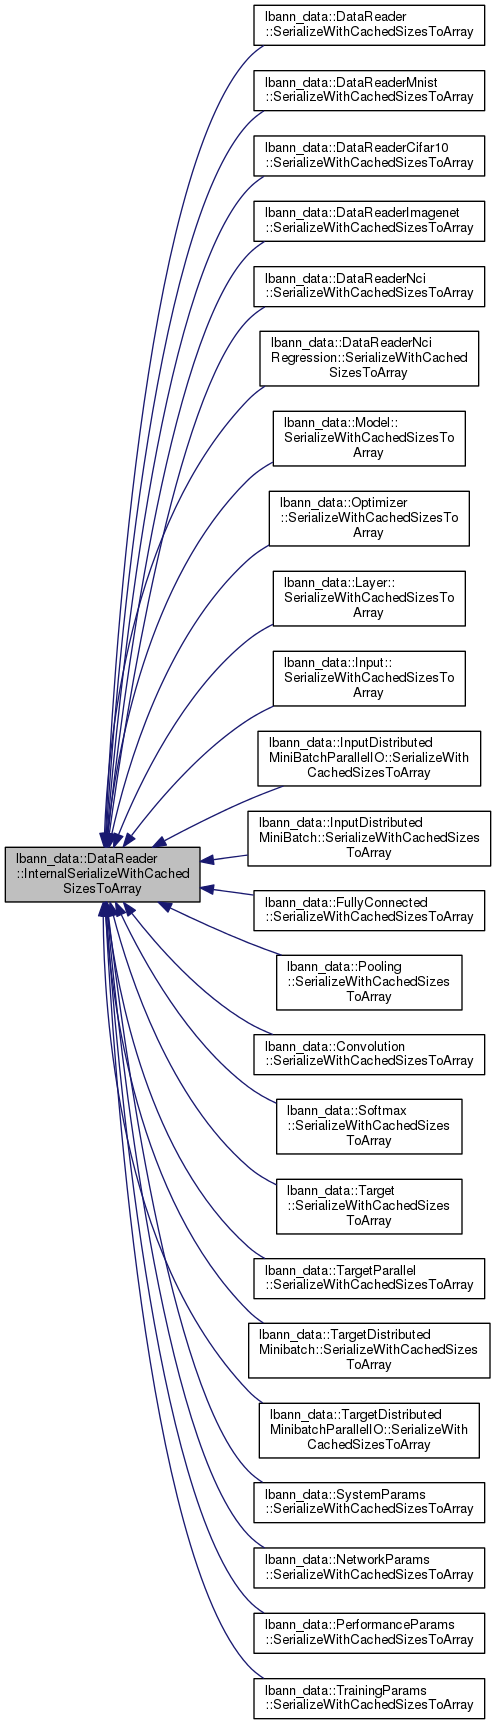 lbann_data::DataReader
::SerializeWithCachedSizesToArray
lbann_data::DataReaderMnist
::SerializeWithCachedSizesToArray
lbann_data::DataReaderCifar10
::SerializeWithCachedSizesToArray
lbann_data::DataReaderImagenet
::SerializeWithCachedSizesToArray
lbann_data::DataReaderNci
::SerializeWithCachedSizesToArray
lbann_data::DataReaderNci
Regression::SerializeWithCached
SizesToArray
lbann_data::Model::
SerializeWithCachedSizesTo
Array
lbann_data::Optimizer
::SerializeWithCachedSizesTo
Array
lbann_data::Layer::
SerializeWithCachedSizesTo
Array
lbann_data::Input::
SerializeWithCachedSizesTo
Array
lbann_data::InputDistributed
MiniBatchParallelIO::SerializeWith
CachedSizesToArray
lbann_data::InputDistributed
MiniBatch::SerializeWithCachedSizes
ToArray
lbann_data::DataReader
::InternalSerializeWithCached
SizesToArray
lbann_data::FullyConnected
::SerializeWithCachedSizesToArray
lbann_data::Pooling
::SerializeWithCachedSizes
ToArray
lbann_data::Convolution
::SerializeWithCachedSizesToArray
lbann_data::Softmax
::SerializeWithCachedSizes
ToArray
lbann_data::Target
::SerializeWithCachedSizes
ToArray
lbann_data::TargetParallel
::SerializeWithCachedSizesToArray
lbann_data::TargetDistributed
Minibatch::SerializeWithCachedSizes
ToArray
lbann_data::TargetDistributed
MinibatchParallelIO::SerializeWith
CachedSizesToArray
lbann_data::SystemParams
::SerializeWithCachedSizesToArray
lbann_data::NetworkParams
::SerializeWithCachedSizesToArray
lbann_data::PerformanceParams
::SerializeWithCachedSizesToArray
lbann_data::TrainingParams
::SerializeWithCachedSizesToArray